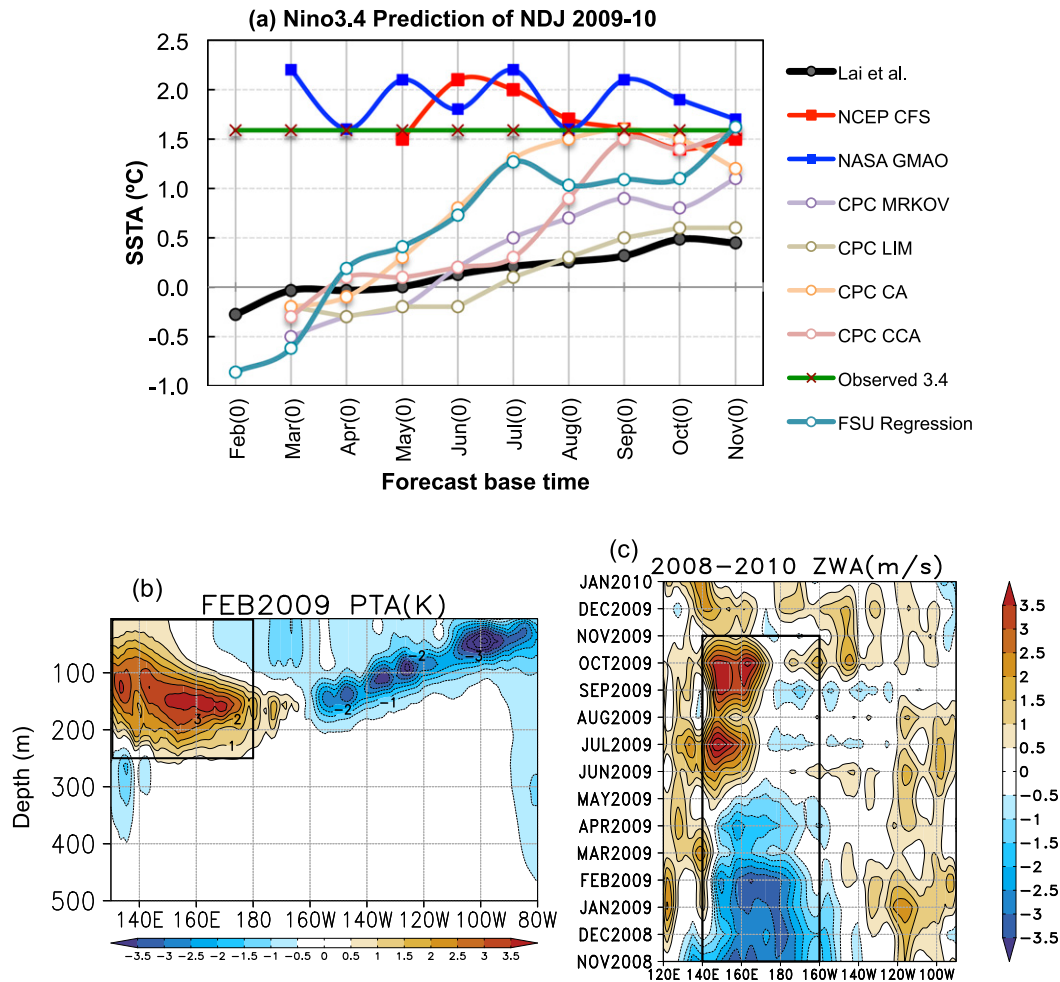 (a) Nino3.4 Prediction of NDJ 2009-10
2.5
2.0
1.5
1.0
0.5
0.0
-0.5
-1.0
SSTA (ºC)
Feb(0)
Mar(0)
Apr(0)
May(0)
Jun(0)
Jul(0)
Aug(0)
Sep(0)
Oct(0)
Nov(0)
Forecast base time
Lai et al.
NCEP CFS
NASA GMAO
CPC MRKOV
CPC LIM
CPC CA
CPC CCA
Observed 3.4
FSU Regression
(b)
FEB2009 PTA(K)
Depth (m)
100
200
300
400
500
3
2
1
-2
-1
-2
-3
140E 160E 180 160W 140W 120W 100W 80W
-3.5 -3 -2.5 -2 -1.5 -1 -0.5 0 0.5 1 1.5 2 2.5 3 3.5
(c)
2008-2010 ZWA(m/s)
JAN2010
DEC2009
NOV2009
OCT2009
SEP2009
AUG2009
JUL2009
JUN2009
MAY2009
APR2009
MAR2009
FEB2009
JAN2009
DEC2008
NOV2008
120E 140E 160E 180 160W 140W 120W 100W
3.5
3
2.5
2
1.5
1
0.5
0
-0.5
-1
-1.5
-2
-2.5
-3
-3.5